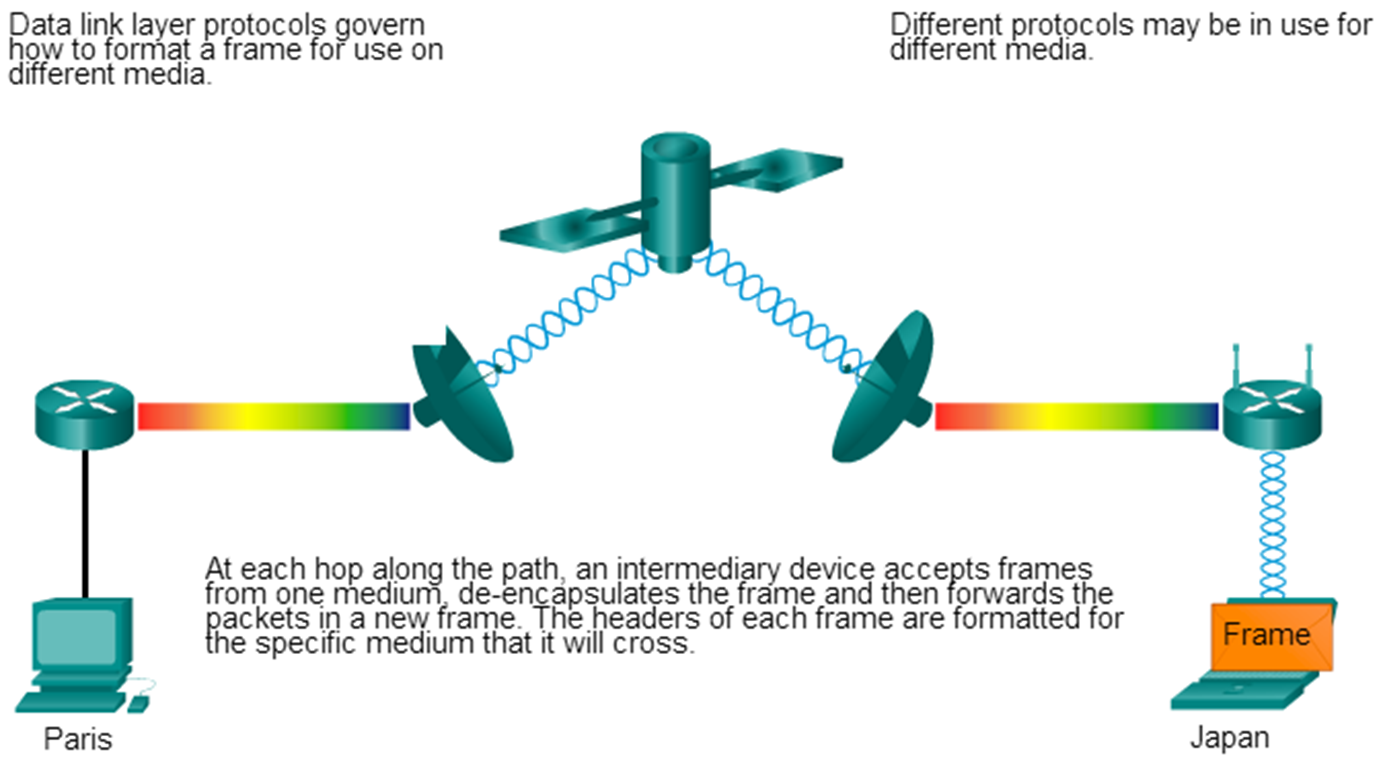 Data link layer protocols govern
how to format a frame for use on
different media.
Different protocols may be in use for
different media.
At each hop along the path, an intermediary device accepts frames
from one medium, de-encapsulates the frame and then forwards the
packets in a new frame. The headers of each frame are formatted for
the specific medium that it will cross.
Frame
Paris
Japan